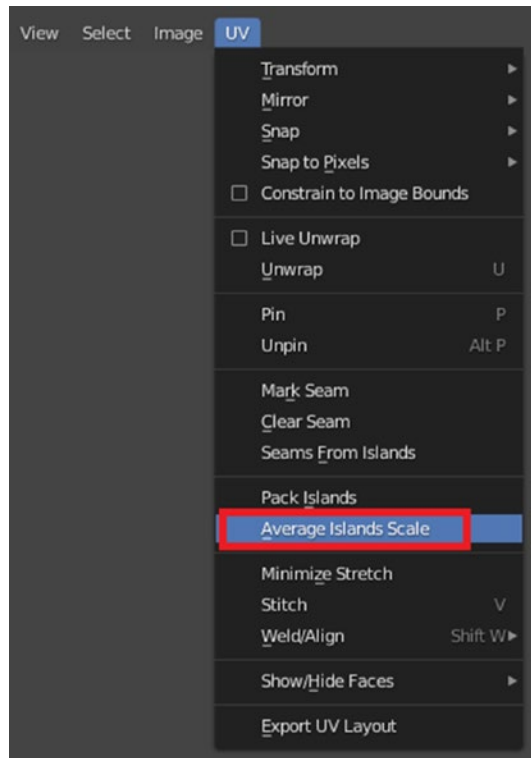 View Select Image UV
Transform
Mirror
Snap
Snap to Pixels
Constrain to Image Bounds
Live Unwrap
Unwrap U
Pin P
Unpin Alt P
Mark Seam
Clear Seam
Seams From Islands
Pack Islands
Average Islands Scale
Minimize Stretch
Stitch V
Weld/Align Shift W
Show/Hide Faces
Export UV Layout